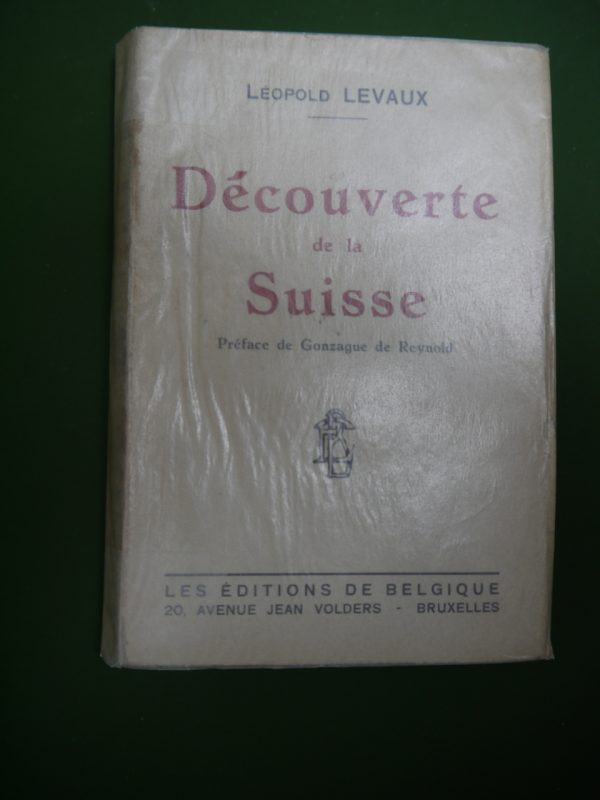 LÉOPOLD LEVAUX
Découverte
de la
Suisse
Préface de Gonzague de Reynold
LES ÉDITIONS DE BELGIQUE
20, AVENUE JEAN VOLDERS - BRUXELLES